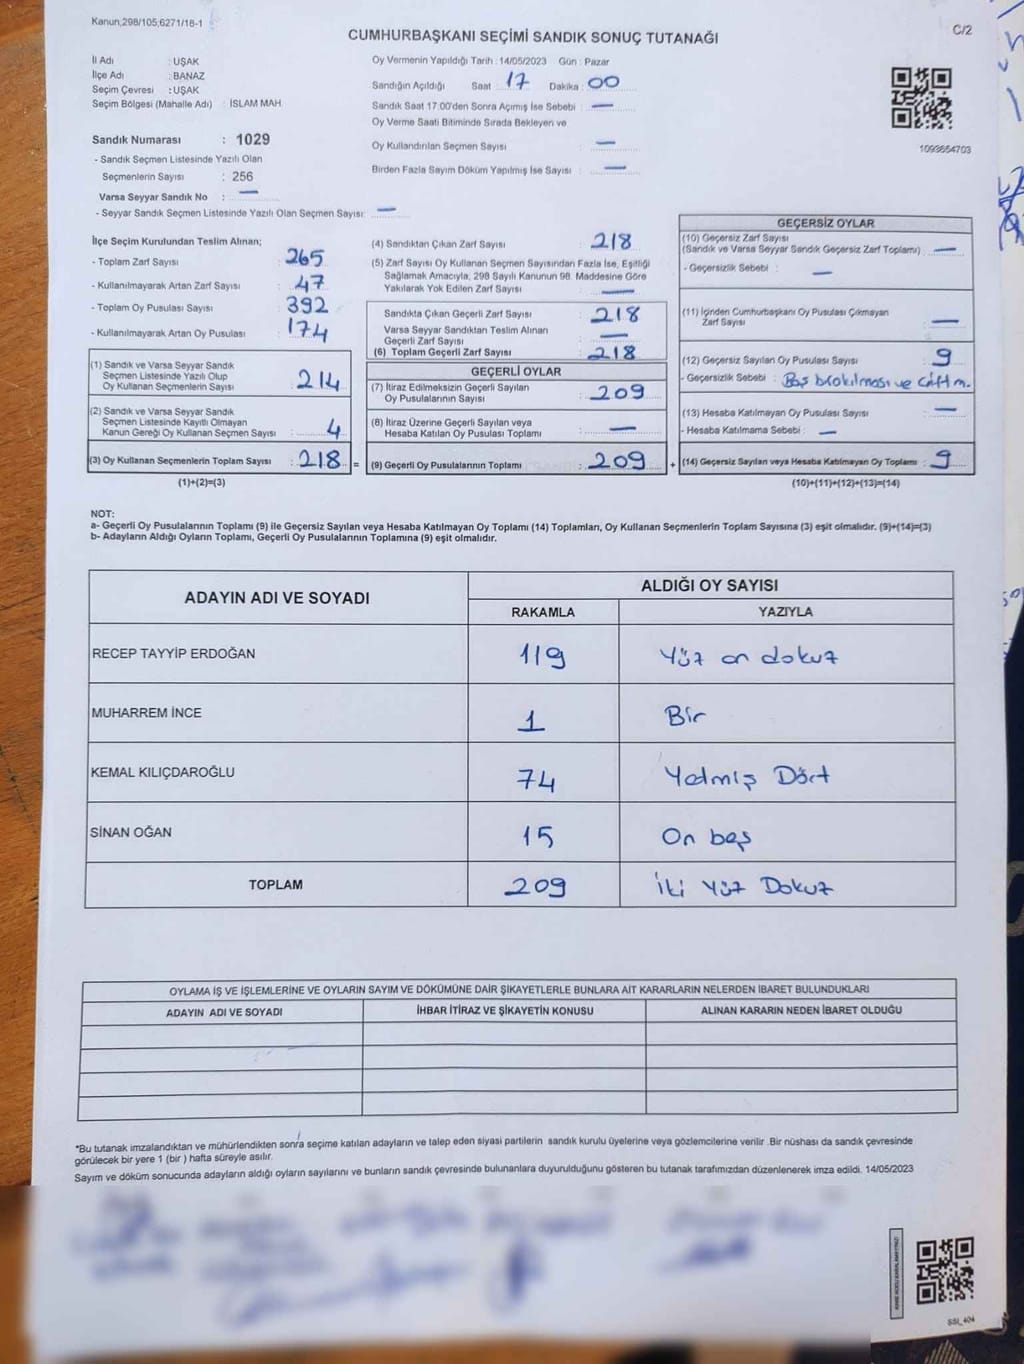 Kanun,298/105;6271/18-1
C/2
CUMHURBAŞKANI SEÇİMİ SANDIK SONUÇ TUTANAĞI
İl Adı : UŞAK
İlçe Adı : BANAZ
Seçim Çevresi : UŞAK
Seçim Bölgesi (Mahalle Adı) : İSLAM MAH
Sandık Numarası : 1029
- Sandık Seçmen Listesinde Yazılı Olan
Seçmenlerin Sayısı : 256
Varsa Seyyar Sandık No : —
- Seyyar Sandık Seçmen Listesinde Yazılı Olan Seçmen Sayısı: —
Oy Vermenin Yapıldığı Tarih : 14/05/2023 Gün : Pazar
Sandığın Açıldığı Saat : 17 Dakika : 00
Sandık Saat 17:00'den Sonra Açımış İse Sebebi : —
Oy Verme Saati Bitiminde Sırada Bekleyen ve
Oy Kullandırılan Seçmen Sayısı : —
Birden Fazla Sayım Döküm Yapılmış İse Sayısı : —
1093654703
İlçe Seçim Kurulundan Teslim Alınan;
- Toplam Zarf Sayısı : 265
- Kullanılmayarak Artan Zarf Sayısı : 47
- Toplam Oy Pusulası Sayısı : 392
- Kullanılmayarak Artan Oy Pusulası : 174
(1) Sandık ve Varsa Seyyar Sandık
Seçmen Listesinde Yazılı Olup
Oy Kullanan Seçmenlerin Sayısı : 214
(2) Sandık ve Varsa Seyyar Sandık
Seçmen Listesinde Kayıtlı Olmayan
Kanun Gereği Oy Kullanan Seçmen Sayısı : 4
(3) Oy Kullanan Seçmenlerin Toplam Sayısı : 218
(1)+(2)=(3)
(4) Sandıktan Çıkan Zarf Sayısı : 218
(5) Zarf Sayısı Oy Kullanan Seçmen Sayısından Fazla İse, Eşitliği
Sağlamak Amacıyla, 298 Sayılı Kanunun 98. Maddesine Göre
Yakılarak Yok Edilen Zarf Sayısı : —
Sandıkta Çıkan Geçerli Zarf Sayısı : 218
Varsa Seyyar Sandıktan Teslim Alınan
Geçerli Zarf Sayısı : —
(6) Toplam Geçerli Zarf Sayısı : 218
GEÇERLİ OYLAR
(7) İtiraz Edilmeksizin Geçerli Sayılan
Oy Pusulalarının Sayısı : 209
(8) İtiraz Üzerine Geçerli Sayılan veya
Hesaba Katılan Oy Pusulası Toplamı : —
= (9) Geçerli Oy Pusulalarının Toplamı : 209
GEÇERSİZ OYLAR
(10) Geçersiz Zarf Sayısı
(Sandık ve Varsa Seyyar Sandık Geçersiz Zarf Toplamı) : —
- Geçersizlik Sebebi : —
(11) İçinden Cumhurbaşkanı Oy Pusulası Çıkmayan
Zarf Sayısı : —
(12) Geçersiz Sayılan Oy Pusulası Sayısı : 9
- Geçersizlik Sebebi : Boş bırakılması ve Çift m.
(13) Hesaba Katılmayan Oy Pusulası Sayısı : —
- Hesaba Katılmama Sebebi : —
+ (14) Geçersiz Sayılan veya Hesaba Katılmayan Oy Toplamı : 9
(10)+(11)+(12)+(13)=(14)
NOT:
a- Geçerli Oy Pusulalarının Toplamı (9) ile Geçersiz Sayılan veya Hesaba Katılmayan Oy Toplamı (14) Toplamları, Oy Kullanan Seçmenlerin Toplam Sayısına (3) eşit olmalıdır. (9)+(14)=(3)
b- Adayların Aldığı Oyların Toplamı, Geçerli Oy Pusulalarının Toplamına (9) eşit olmalıdır.
ADAYIN ADI VE SOYADI
ALDIĞI OY SAYISI
RAKAMLA YAZIYLA
RECEP TAYYİP ERDOĞAN 119 Yüz on dokuz
MUHARREM İNCE 1 Bir
KEMAL KILIÇDAROĞLU 74 Yetmiş Dört
SİNAN OĞAN 15 On beş
TOPLAM 209 İki Yüz Dokuz
OYLAMA İŞ VE İŞLEMLERİNE VE OYLARIN SAYIM VE DÖKÜMÜNE DAİR ŞİKAYETLERLE BUNLARA AİT KARARLARIN NELERDEN İBARET BULUNDUKLARI
ADAYIN ADI VE SOYADI İHBAR İTİRAZ VE ŞİKAYETİN KONUSU ALINAN KARARIN NEDEN İBARET OLDUĞU
*Bu tutanak imzalandıktan ve mühürlendikten sonra seçime katılan adayların ve talep eden siyasi partilerin sandık kurulu üyelerine veya gözlemcilerine verilir .Bir nüshası da sandık çevresinde
görülecek bir yere 1 (bir ) hafta süreyle asılır.
Sayım ve döküm sonucunda adayların aldığı oyların sayılarını ve bunların sandık çevresinde bulunanlara duyurulduğunu gösteren bu tutanak tarafımızdan düzenlenerek imza edildi. 14/05/2023
SSI_404